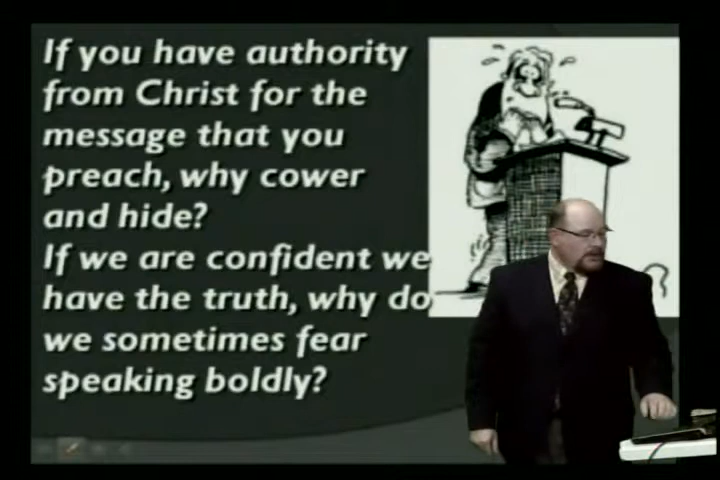 If you have authority
from Christ for the
message that you
preach, why cower
and hide?
If we are confident we
have the truth, why do
we sometimes fear
speaking boldly?